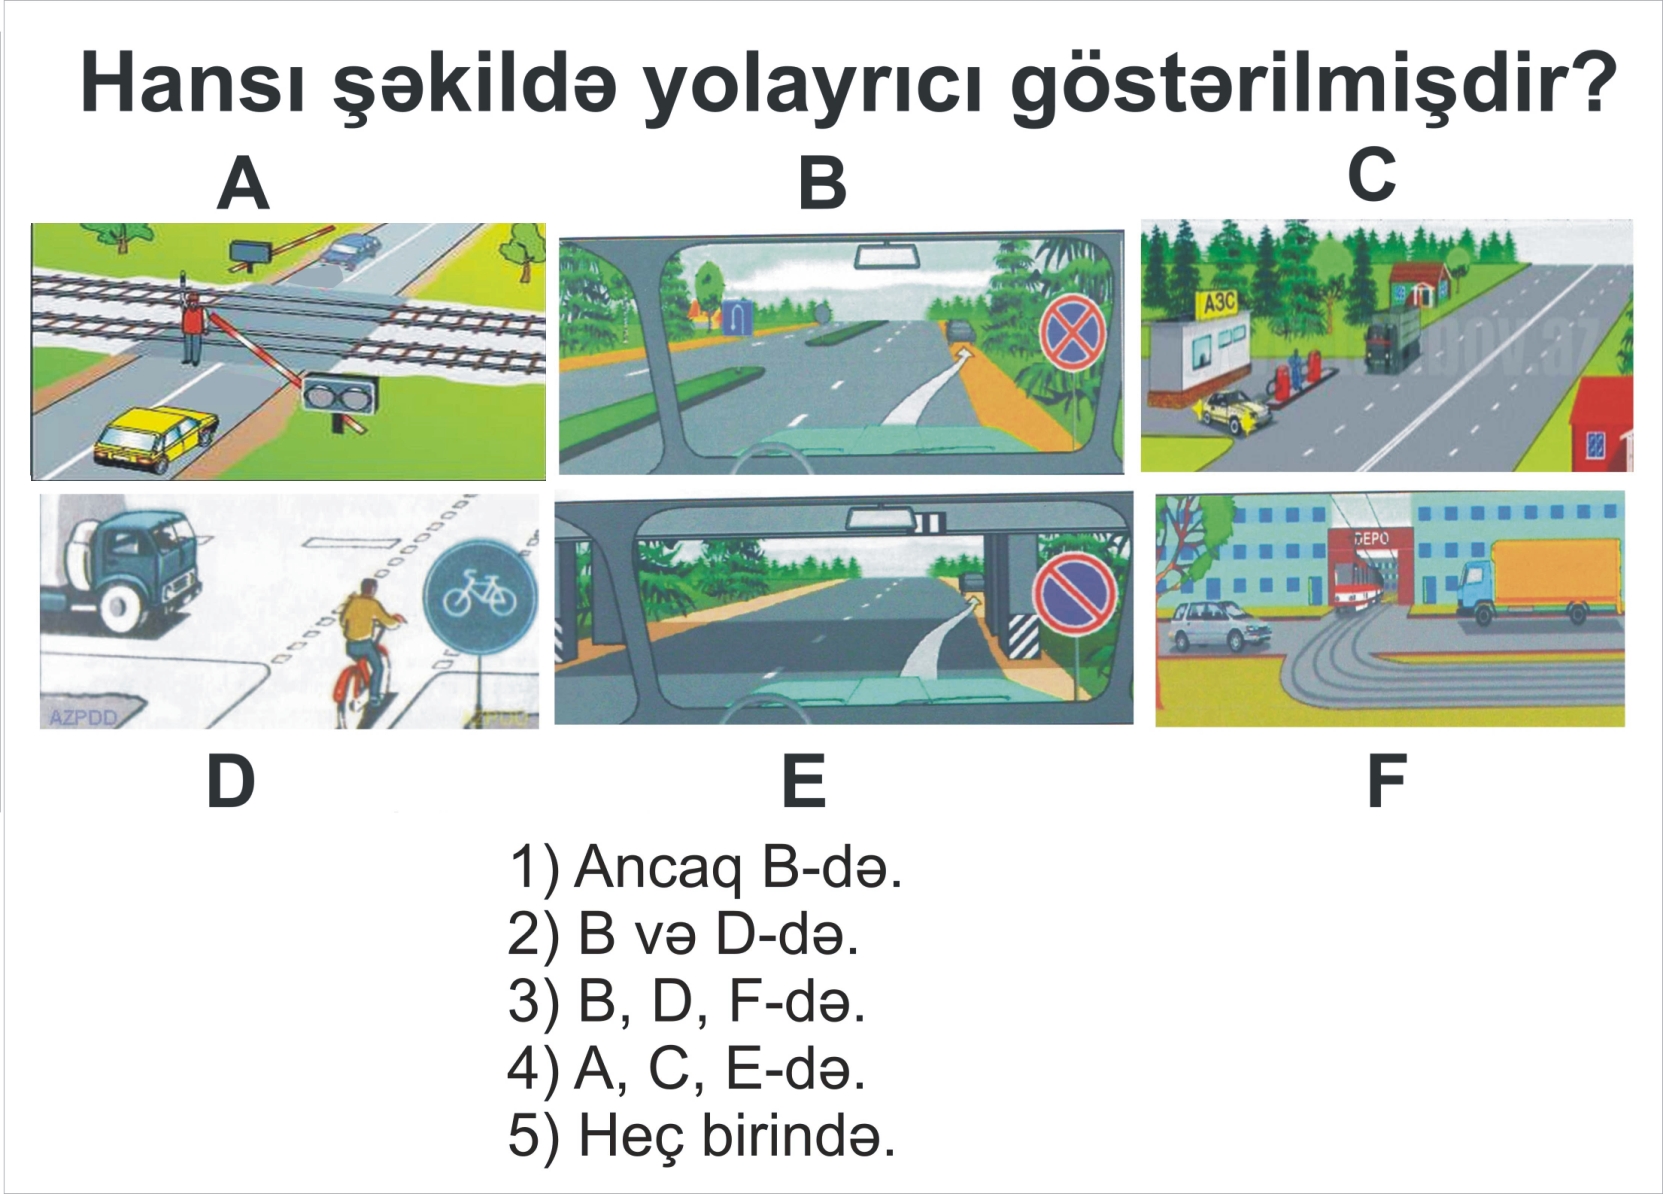 Hansı şəkildə yolayrıcı göstərilmişdir?
A
B
C
АЗС
DEPO
AZPDD
D
E
F
1) Ancaq B-də.
2) B və D-də.
3) B, D, F-də.
4) A, C, E-də.
5) Heç birində.